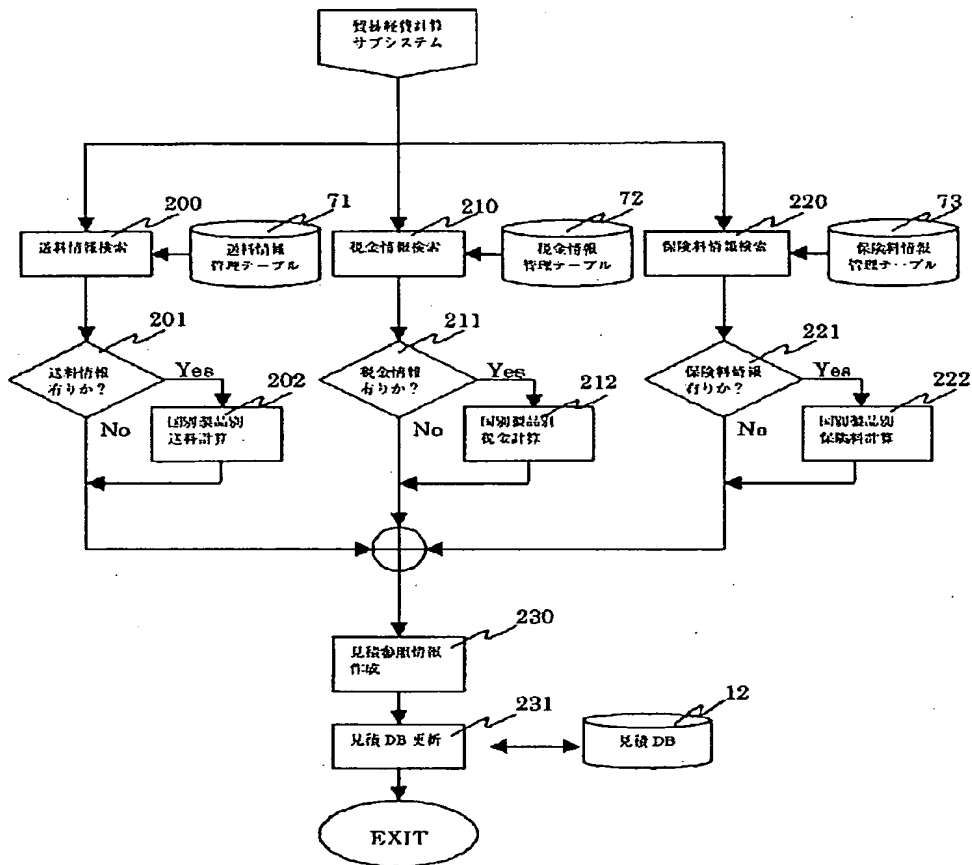 貿易経費計算
サブシステム
200
71
210
72
220
73
送料情報検索
送料情報
管理テーブル
税金情報検索
税金情報
管理テーブル
保険料情報検索
保険料情報
管理テーブル
201
211
221
送料情報
有りか?
Yes
202
税金情報
有りか?
Yes
212
保険料情報
有りか?
Yes
222
No
国別製品別
送料計算
No
国別製品別
税金計算
No
国別製品別
保険料計算
230
見積参照情報
作成
231
12
見積 DB 更新
見積 DB
EXIT